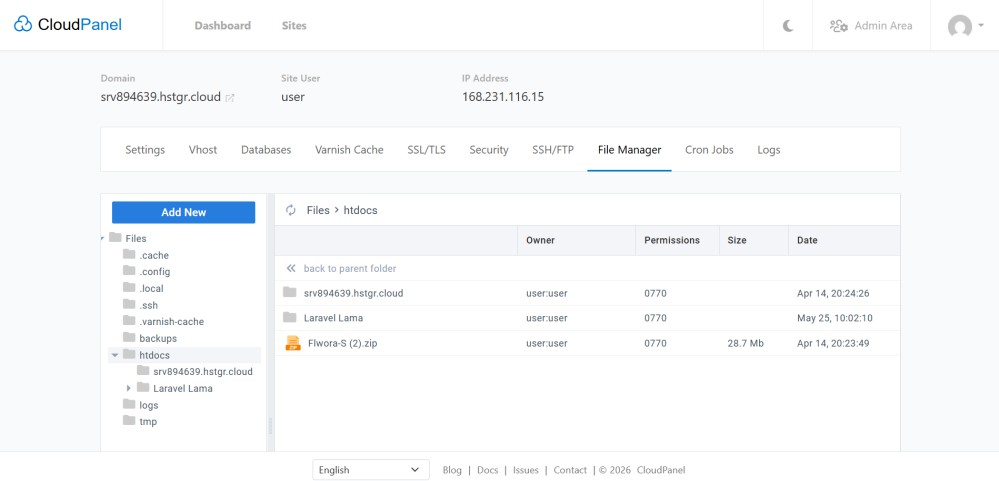 CloudPanel
Dashboard Sites Admin Area
Domain Site User IP Address
srv894639.hstgr.cloud user 168.231.116.15
Settings Vhost Databases Varnish Cache SSL/TLS Security SSH/FTP File Manager Cron Jobs Logs
Add New
Files
.cache
.config
.local
.ssh
.varnish-cache
backups
htdocs
srv894639.hstgr.cloud
Laravel Lama
logs
tmp
Files > htdocs
Owner Permissions Size Date
back to parent folder
srv894639.hstgr.cloud user:user 0770 Apr 14, 20:24:26
Laravel Lama user:user 0770 May 25, 10:02:10
ZIP Flwora-S (2).zip user:user 0770 28.7 Mb Apr 14, 20:23:49
English Blog | Docs | Issues | Contact | © 2026 CloudPanel